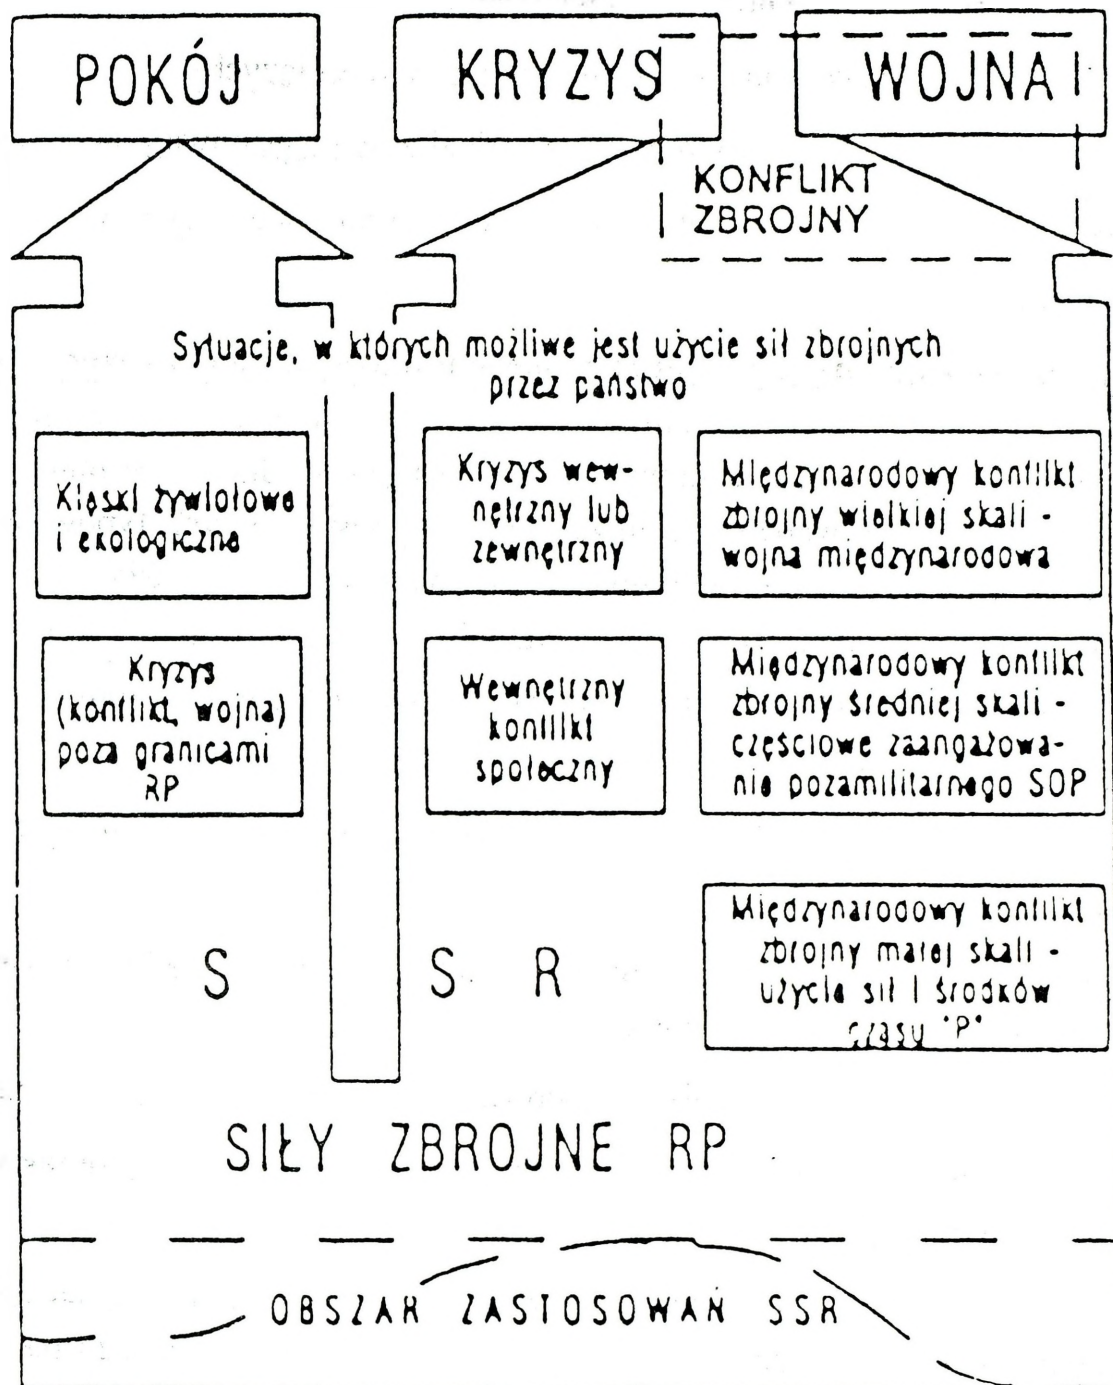 POKÓJ
KRYZYS
WOJNA
KONFLIKT
ZBROJNY
Sytuacje, w których możliwe jest użycie sił zbrojnych
przez państwo
Klęski żywiołowe
i ekologiczne
Kryzys
(konflikt, wojna)
poza granicami
RP
Kryzys wew-
nętrzny lub
zewnętrzny
Wewnętrzny
konflikt
społeczny
Międzynarodowy konflikt
zbrojny wielkiej skali -
wojna międzynarodowa
Międzynarodowy konflikt
zbrojny średniej skali -
częściowe zaangażowa-
nie pozamilitarnego SOP
Międzynarodowy konflikt
zbrojny małej skali -
użycie sił i środków
czasu "P"
S S R
SIŁY ZBROJNE RP
OBSZAR ZASTOSOWAŃ SSR